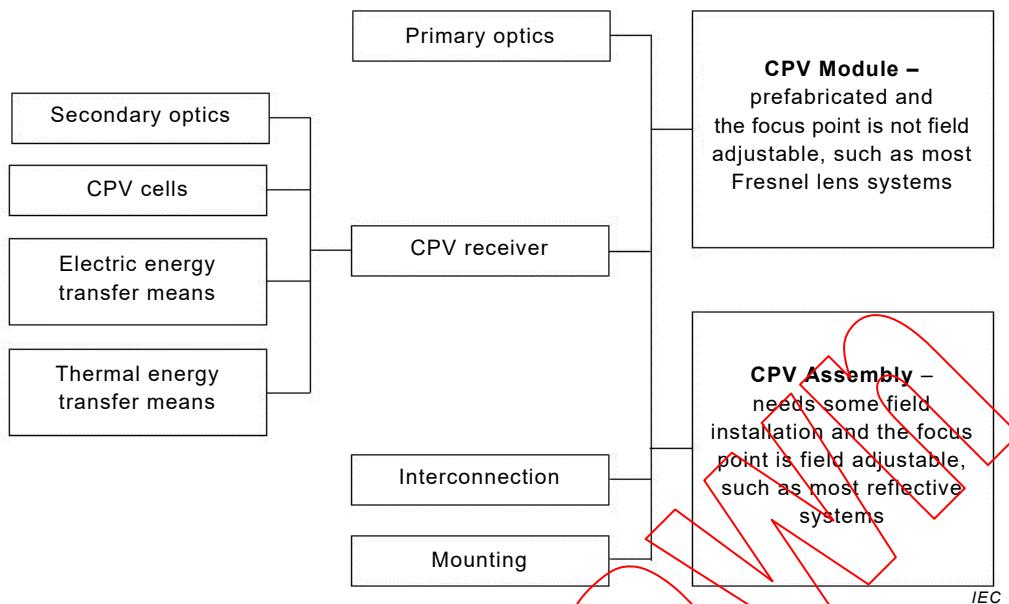 Primary optics
CPV Module –
prefabricated and
the focus point is not field
adjustable, such as most
Fresnel lens systems
Secondary optics
CPV cells
CPV receiver
Electric energy
transfer means
Thermal energy
transfer means
CPV Assembly –
needs some field
installation and the focus
point is field adjustable,
such as most reflective
systems
Interconnection
Mounting
IEC